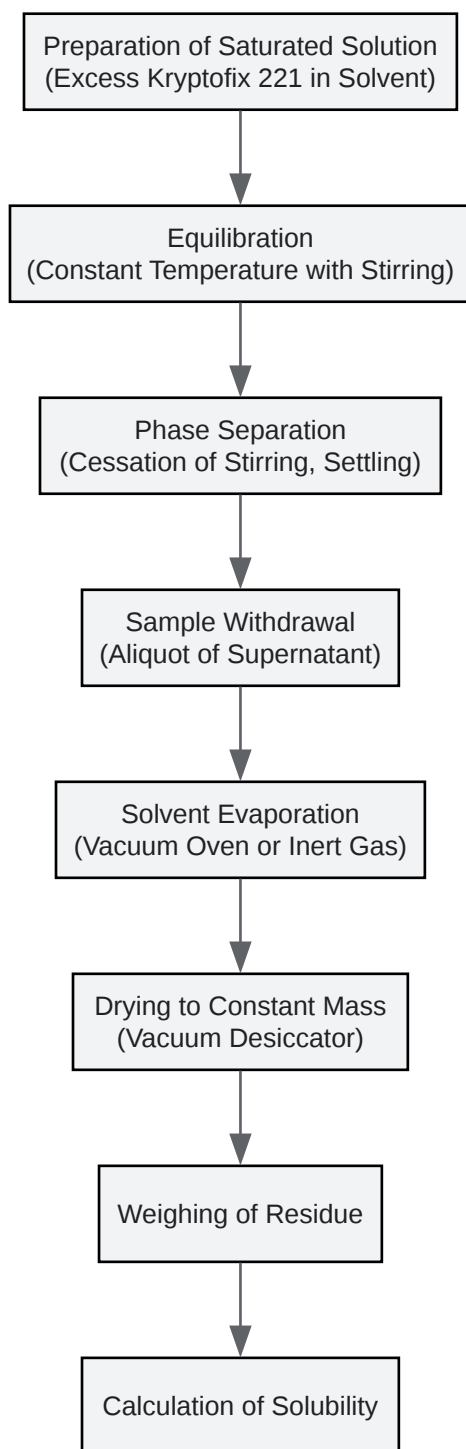 Preparation of Saturated Solution
(Excess Kryptofix 221 in Solvent)
Equilibration
(Constant Temperature with Stirring)
Phase Separation
(Cessation of Stirring, Settling)
Sample Withdrawal
(Aliquot of Supernatant)
Solvent Evaporation
(Vacuum Oven or Inert Gas)
Drying to Constant Mass
(Vacuum Desiccator)
Weighing of Residue
Calculation of Solubility